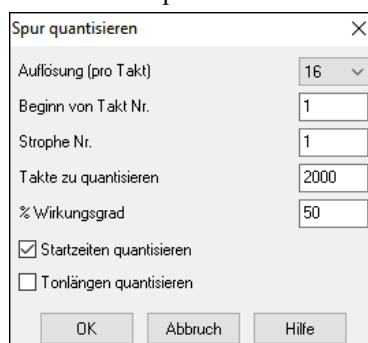 Spur quantisieren
Auflösung (pro Takt) 16
Beginn von Takt Nr. 1
Strophe Nr. 1
Takte zu quantisieren 2000
% Wirkungsgrad 50
Startzeiten quantisieren
Tonlängen quantisieren
OK Abbruch Hilfe